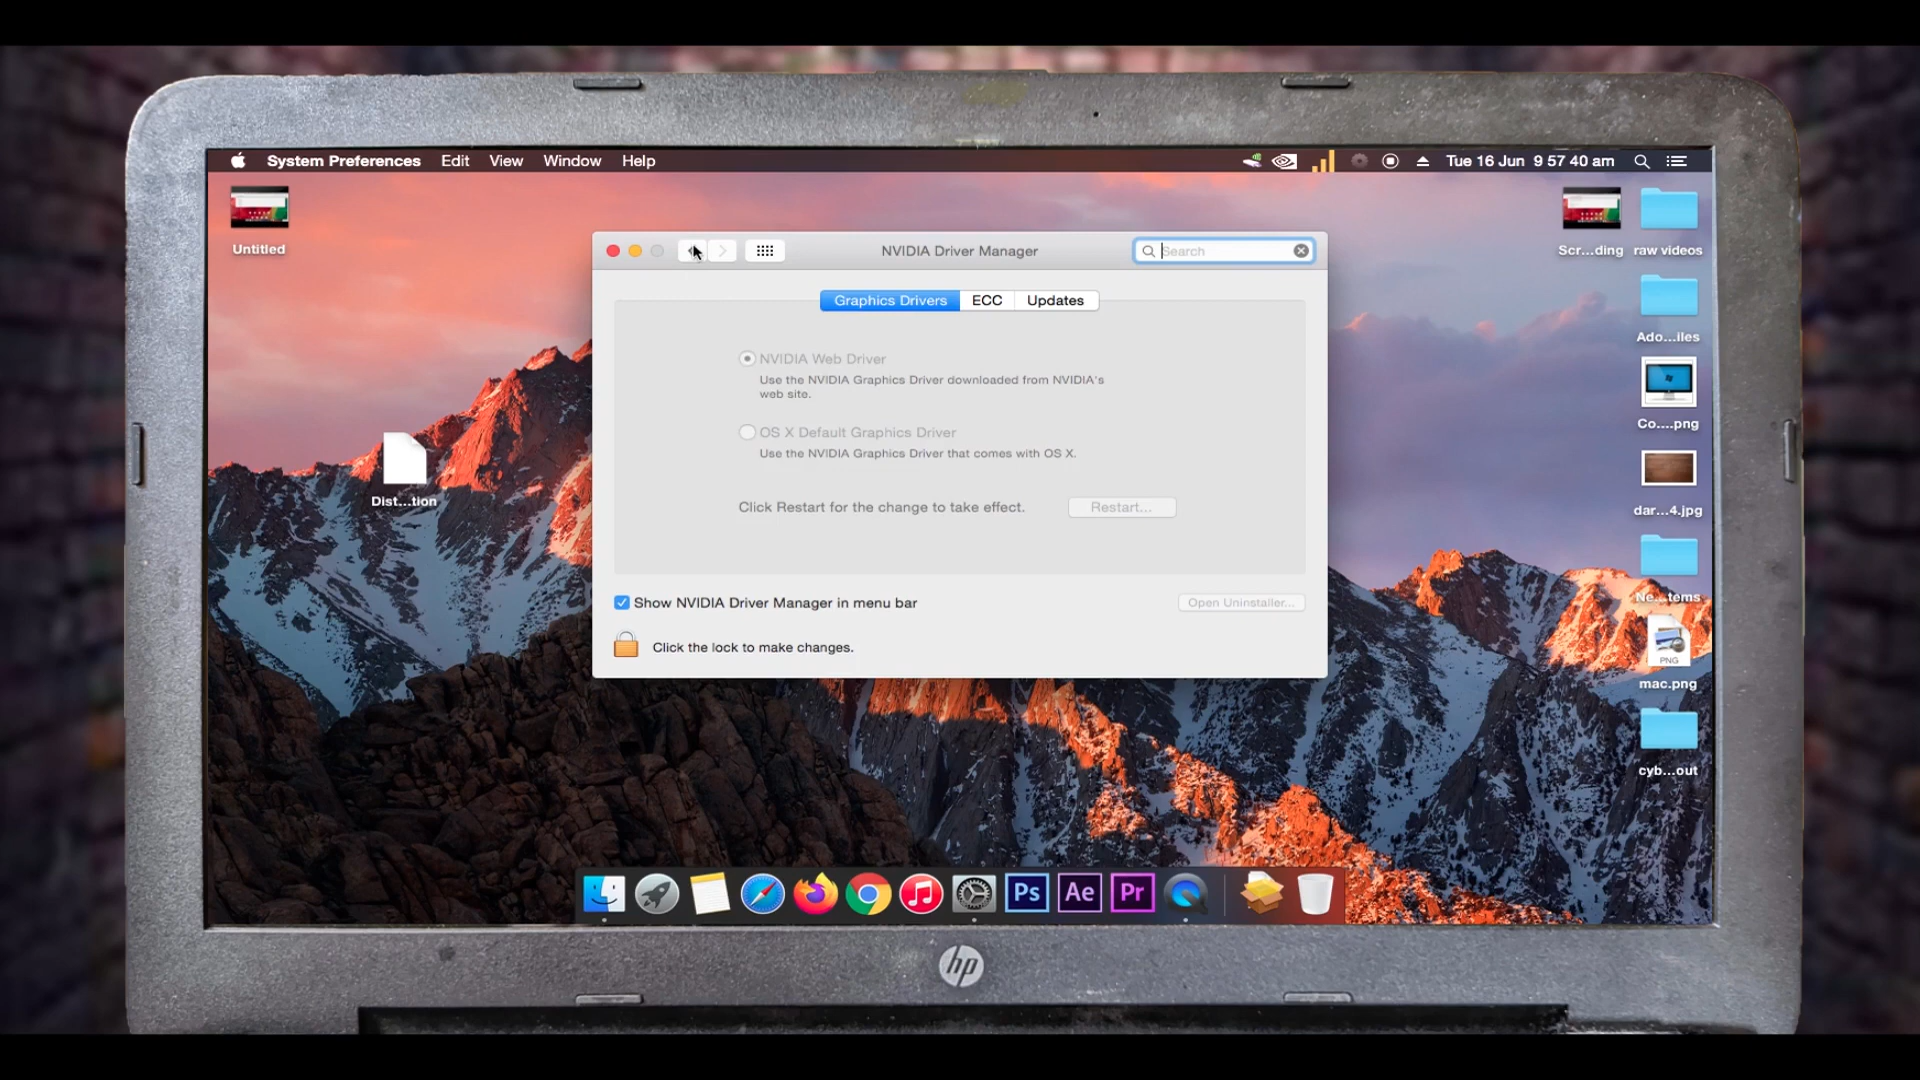 System Preferences Edit View Window Help
Tue 16 Jun 9 57 40 am
Untitled
Scr...ding
raw videos
NVIDIA Driver Manager
Search
Graphics Drivers ECC Updates
NVIDIA Web Driver
Use the NVIDIA Graphics Driver downloaded from NVIDIA's
web site.
OS X Default Graphics Driver
Use the NVIDIA Graphics Driver that comes with OS X.
Click Restart for the change to take effect.
Restart...
Show NVIDIA Driver Manager in menu bar
Open Uninstaller...
Click the lock to make changes.
Dist...tion
Ado...iles
Co....png
dar...4.jpg
Ne...tems
PNG
mac.png
cyb...out
Ps Ae Pr
hp